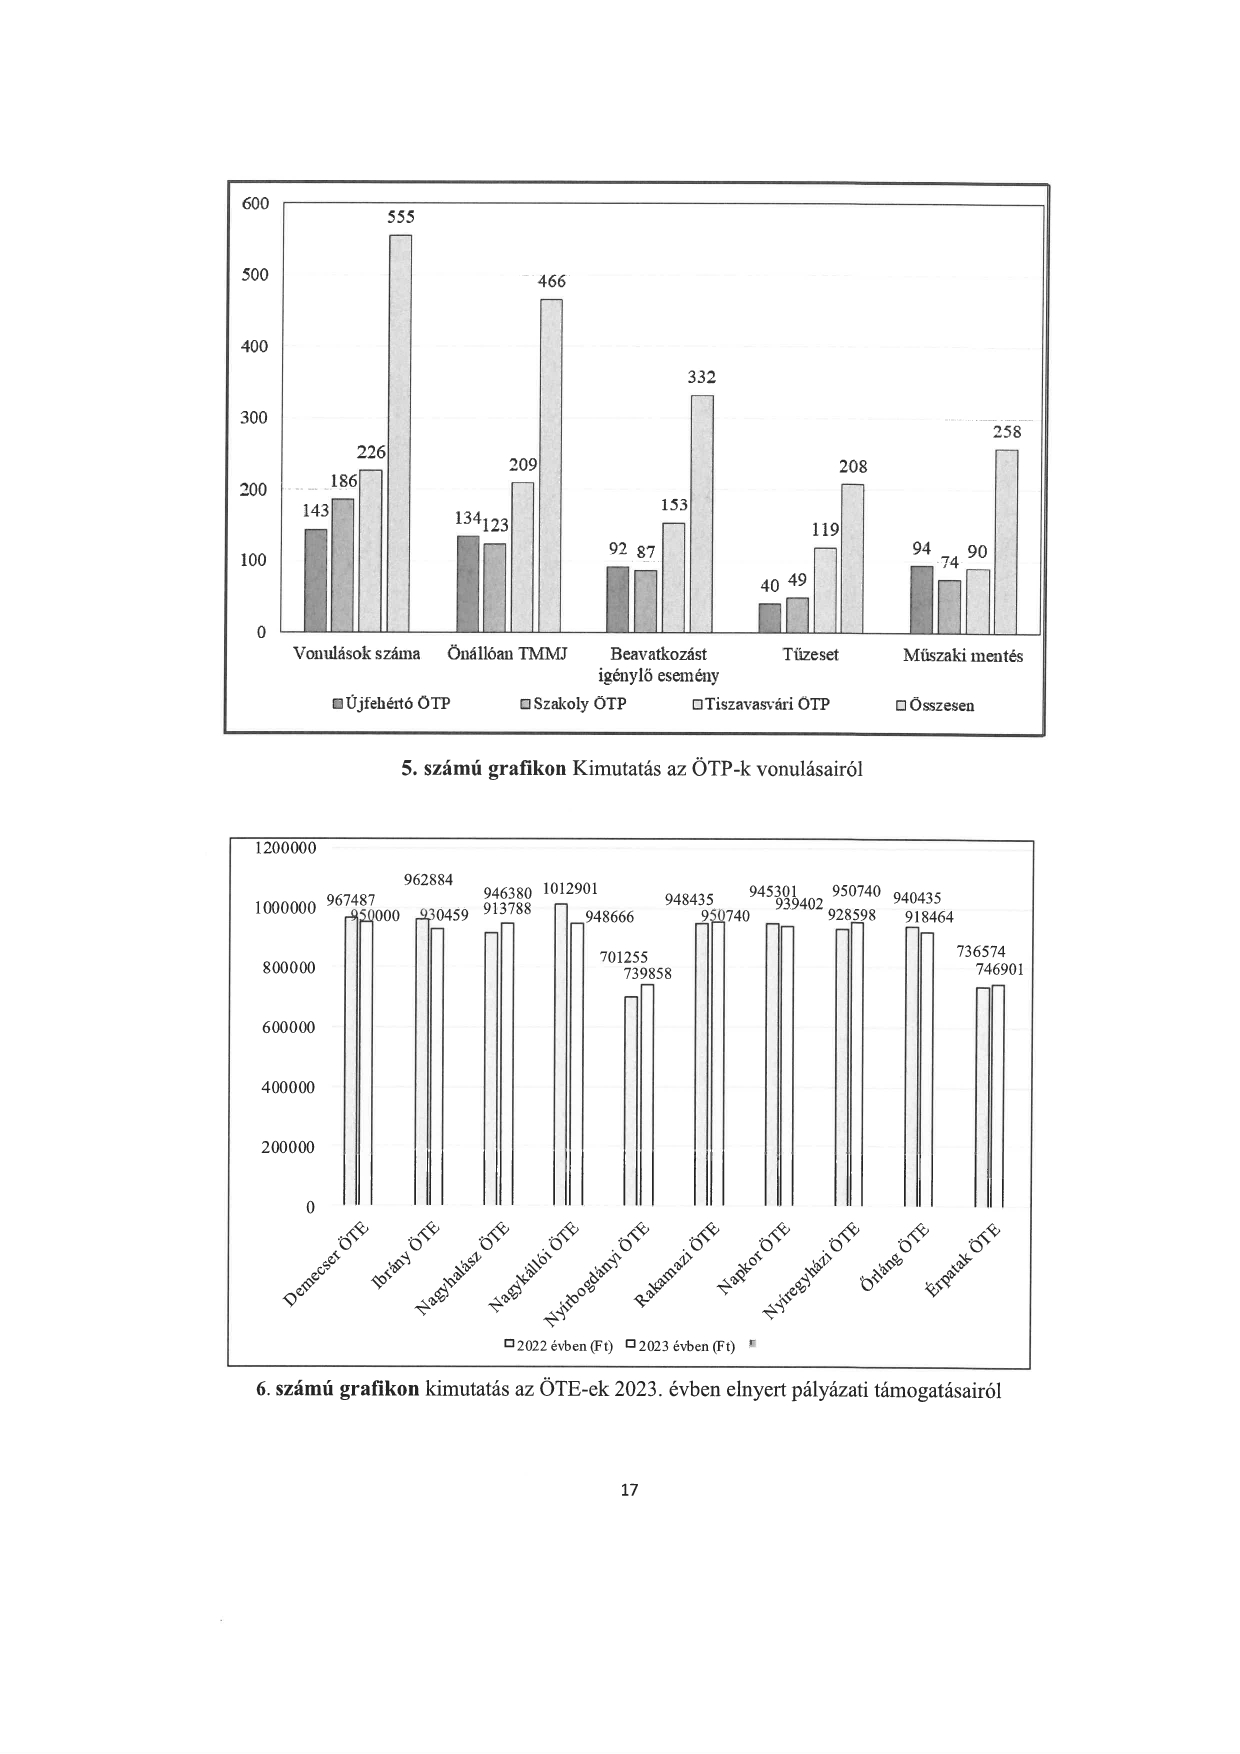 600
555
500
466
400
332
300
258
226
209
208
200
186
153
143
134
123
119
100
92 87
94
74
90
40 49
0
Vonulások száma Önállóan TMMJ Beavatkozást Tűzeset Műszaki mentés
igénylő esemény
Újfehértó ÖTP Szakoly ÖTP Tiszavasvári ÖTP Összesen
5. számú grafikon Kimutatás az ÖTP-k vonulásairól
1200000
962884
967487 946380 1012901 948435 945301 950740 940435
1000000 950000 930459 913788 948666 950740 939402 928598 918464
701255 736574
800000 739858 746901
600000
400000
200000
0
Demecser ÖTE
Ibrány ÖTE
Nagyhalász ÖTE
Nagykállói ÖTE
Nyírbogdányi ÖTE
Rakamazi ÖTE
Napkor ÖTE
Nyíregyházi ÖTE
Őrláng ÖTE
Érpatak ÖTE
2022 évben (Ft) 2023 évben (Ft)
6. számú grafikon kimutatás az ÖTE-ek 2023. évben elnyert pályázati támogatásairól
17